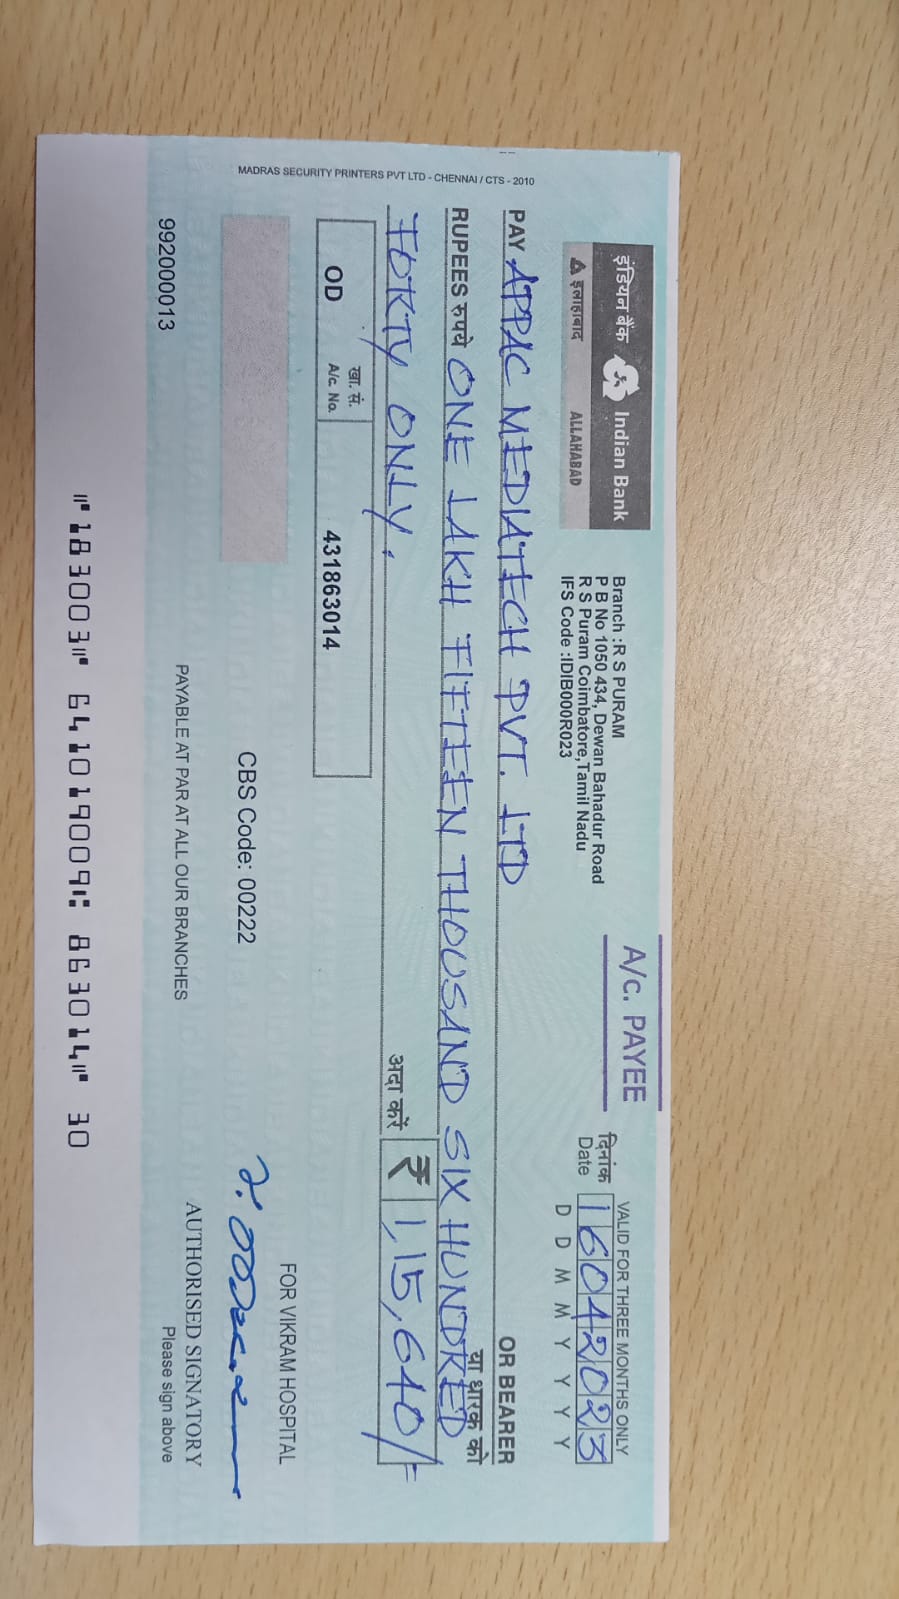 इंडियन बैंक Indian Bank
इलाहाबाद ALLAHABAD
Branch :R S PURAM
P B No 1050 434, Dewan Bahadur Road
R S Puram Coimbatore,Tamil Nadu
IFS Code :IDIB000R023
A/c. PAYEE
VALID FOR THREE MONTHS ONLY
दिनांक
Date 16042023
D D M M Y Y Y Y
PAY APPAC MEDIATECH PVT. LTD OR BEARER
या धारक को
RUPEES रुपये ONE LAKH FIFTEEN THOUSAND SIX HUNDRED
FORTY ONLY. अदा करें ₹ 1,15,640/=
OD खा. सं. A/c. No. 431863014
FOR VIKRAM HOSPITAL
CBS Code: 00222
PAYABLE AT PAR AT ALL OUR BRANCHES
AUTHORISED SIGNATORY
Please sign above
992000013
MADRAS SECURITY PRINTERS PVT LTD - CHENNAI / CTS - 2010
⑈183003⑈ 641019009⑆ 863014⑈ 30